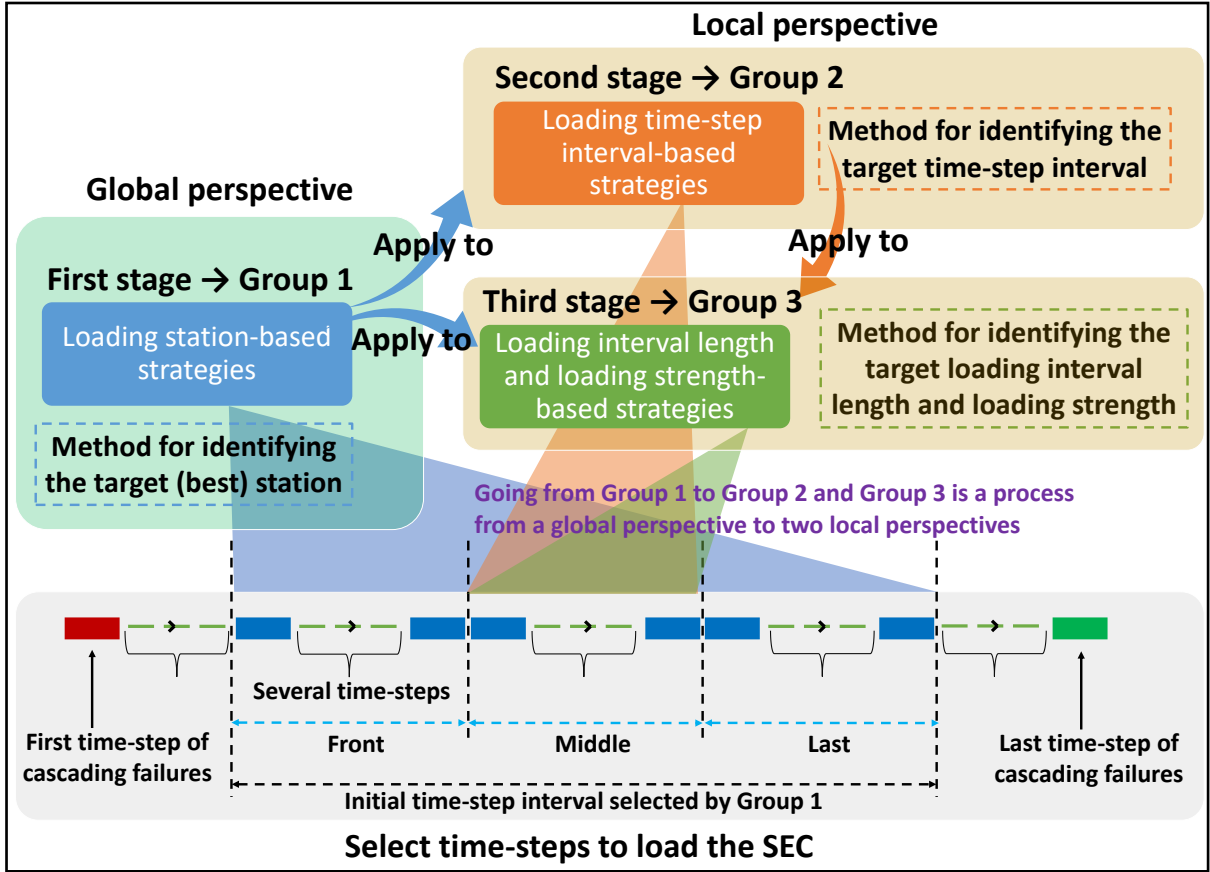 Local perspective
Second stage → Group 2
Loading time-step
interval-based
strategies
Method for identifying the
target time-step interval
Global perspective
Apply to
Apply to
First stage → Group 1
Loading station-based
strategies
Apply to
Third stage → Group 3
Loading interval length
and loading strength-
based strategies
Method for identifying the
target loading interval
length and loading strength
Method for identifying
the target (best) station
Going from Group 1 to Group 2 and Group 3 is a process
from a global perspective to two local perspectives
Several time-steps
First time-step of
cascading failures
Front
Middle
Last
Last time-step of
cascading failures
Initial time-step interval selected by Group 1
Select time-steps to load the SEC